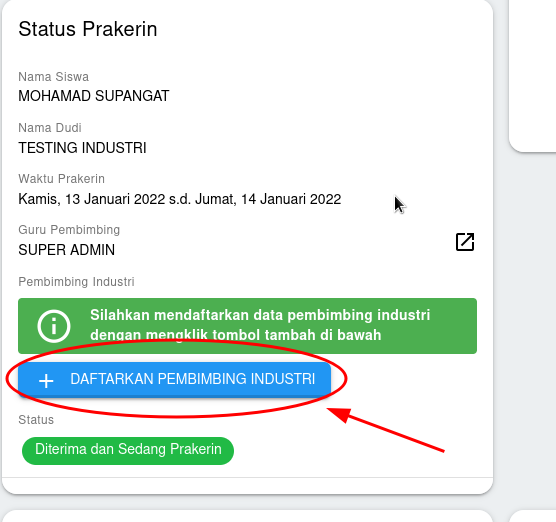 Status Prakerin
Nama Siswa
MOHAMAD SUPANGAT
Nama Dudi
TESTING INDUSTRI
Waktu Prakerin
Kamis, 13 Januari 2022 s.d. Jumat, 14 Januari 2022
Guru Pembimbing
SUPER ADMIN
Pembimbing Industri
Silahkan mendaftarkan data pembimbing industri
dengan mengklik tombol tambah di bawah
+ DAFTARKAN PEMBIMBING INDUSTRI
Status
Diterima dan Sedang Prakerin